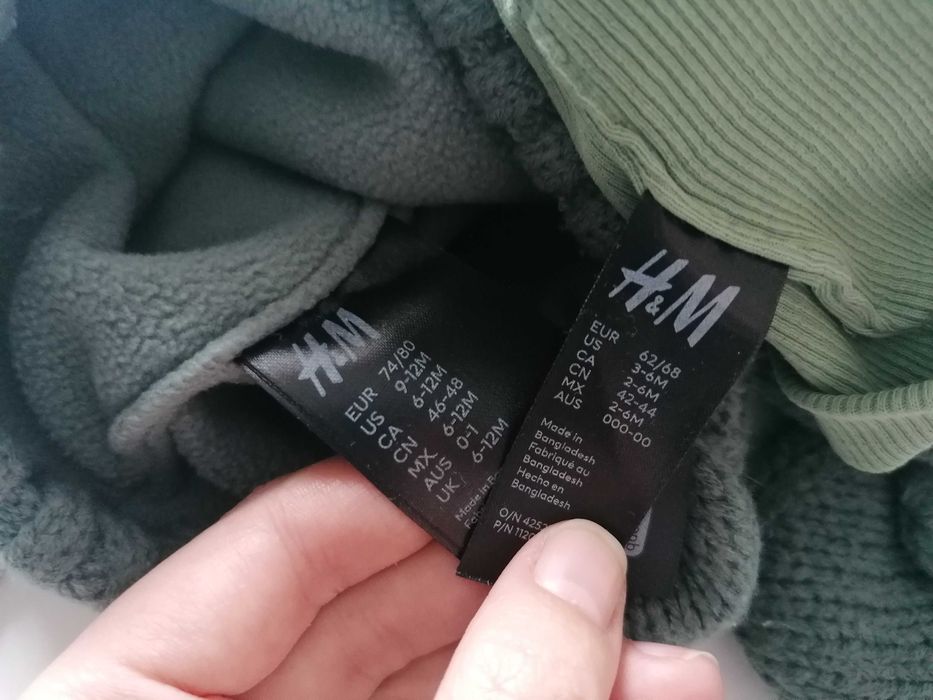 H&M
EUR 74/80
US 9-12M
CA 6-12M
CN 46-48
MX 6-12M
AUS 0-1
UK 6-12M
Made in
H&M
EUR 62/68
US 3-6M
CA 2-6M
CN 42-44
MX 2-6M
AUS 000-00
Made in
Bangladesh
Fabriqué au
Bangladesh
Hecho en
Bangladesh
O/N
P/N